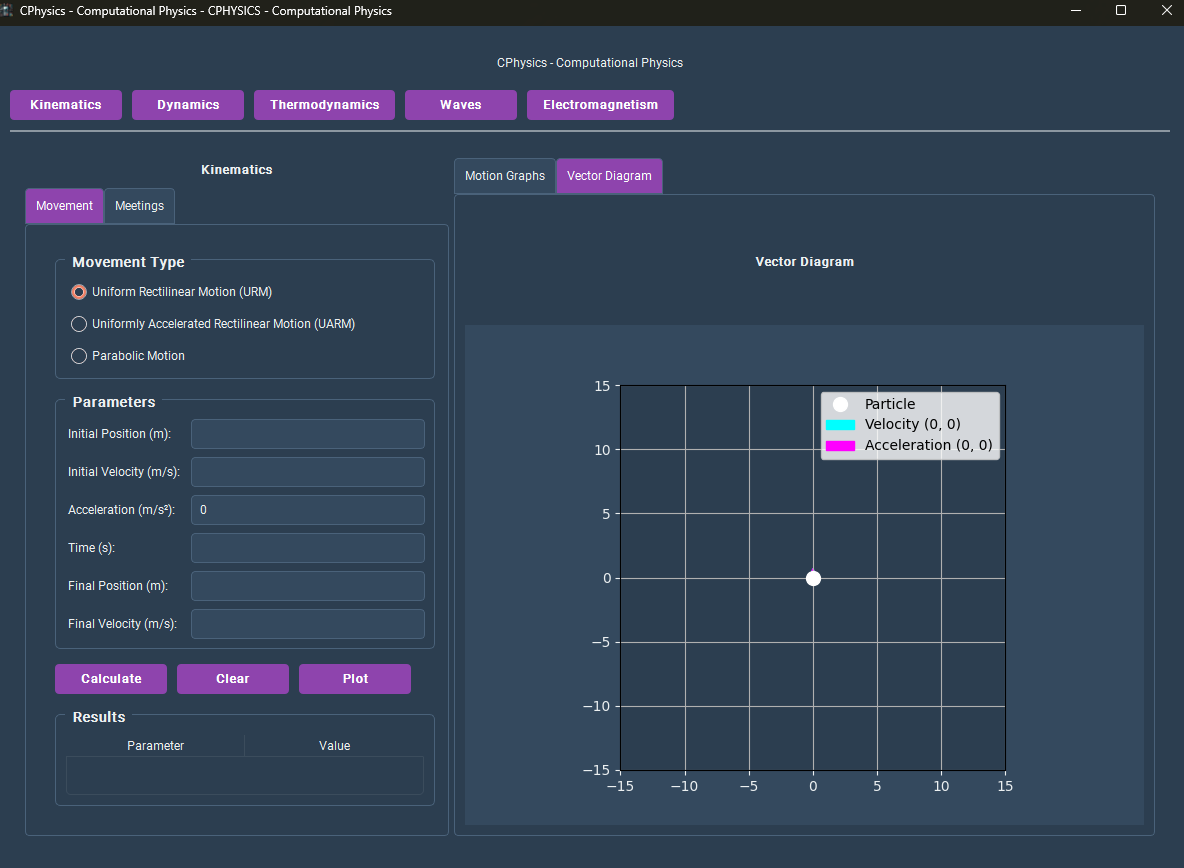 CPhysics - Computational Physics - CPHYSICS - Computational Physics
CPhysics - Computational Physics
Kinematics Dynamics Thermodynamics Waves Electromagnetism
Kinematics
Movement Meetings
Movement Type
Uniform Rectilinear Motion (URM)
Uniformly Accelerated Rectilinear Motion (UARM)
Parabolic Motion
Parameters
Initial Position (m):
Initial Velocity (m/s):
Acceleration (m/s²): 0
Time (s):
Final Position (m):
Final Velocity (m/s):
Calculate Clear Plot
Results
Parameter Value
Motion Graphs Vector Diagram
Vector Diagram
Particle
Velocity (0, 0)
Acceleration (0, 0)
15
10
5
0
−5
−10
−15
−15 −10 −5 0 5 10 15